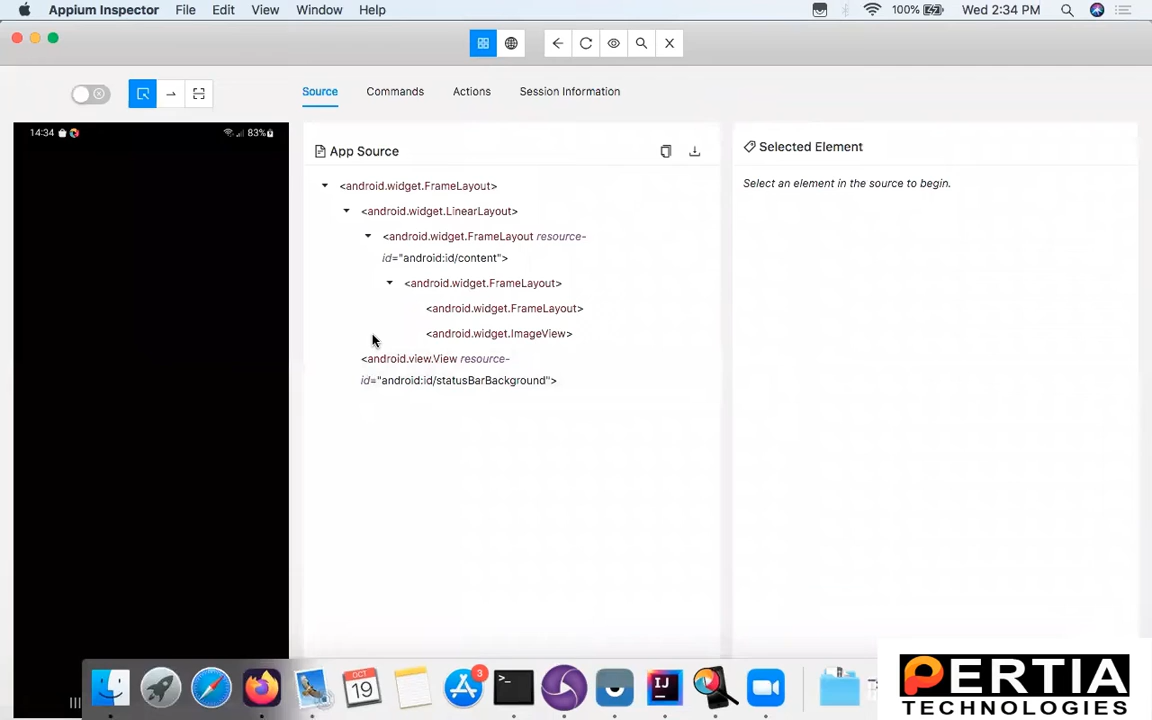 Appium Inspector File Edit View Window Help 100% Wed 2:34 PM
Source Commands Actions Session Information
14:34 83%
App Source
<android.widget.FrameLayout>
<android.widget.LinearLayout>
<android.widget.FrameLayout resource-
id="android:id/content">
<android.widget.FrameLayout>
<android.widget.FrameLayout>
<android.widget.ImageView>
<android.view.View resource-
id="android:id/statusBarBackground">
Selected Element
Select an element in the source to begin.
OCT
19
3
>_
IJ
PERTIA
TECHNOLOGIES